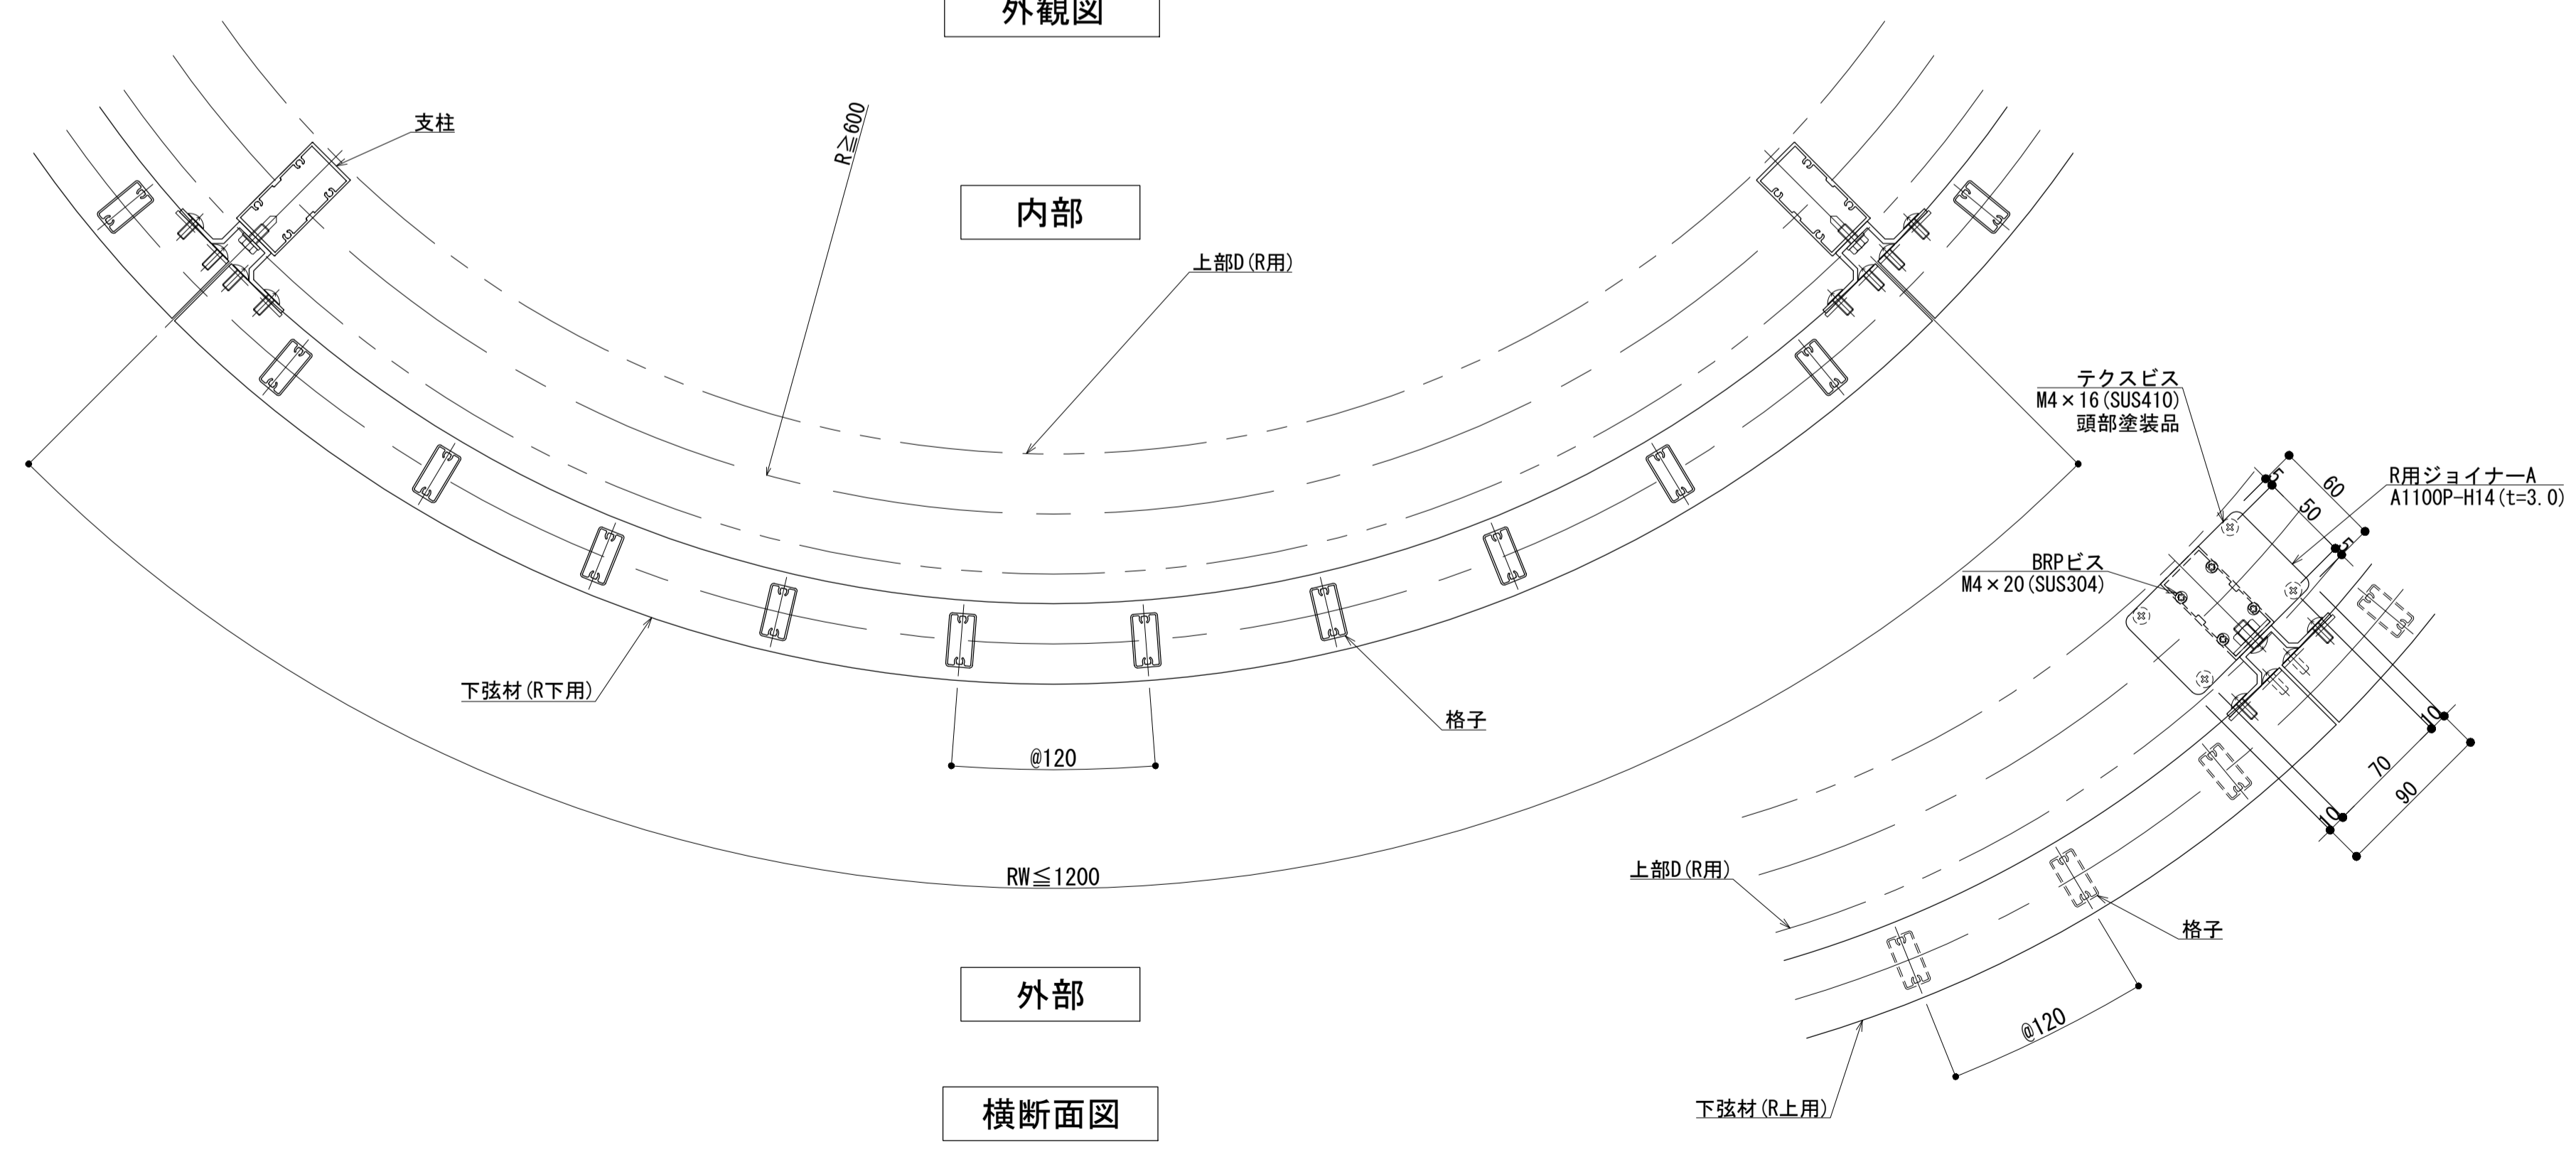 外観図
支柱
R≧600
内部
上部D(R用)
テクスビス
M4×16(SUS410)
頭部塗装品
R用ジョイナーA
A1100P-H14(t=3.0)
5
60
50
5
BRPビス
M4×20(SUS304)
下弦材(R下用)
格子
@120
10
70
90
10
RW≦1200
上部D(R用)
格子
外部
@120
横断面図
下弦材(R上用)